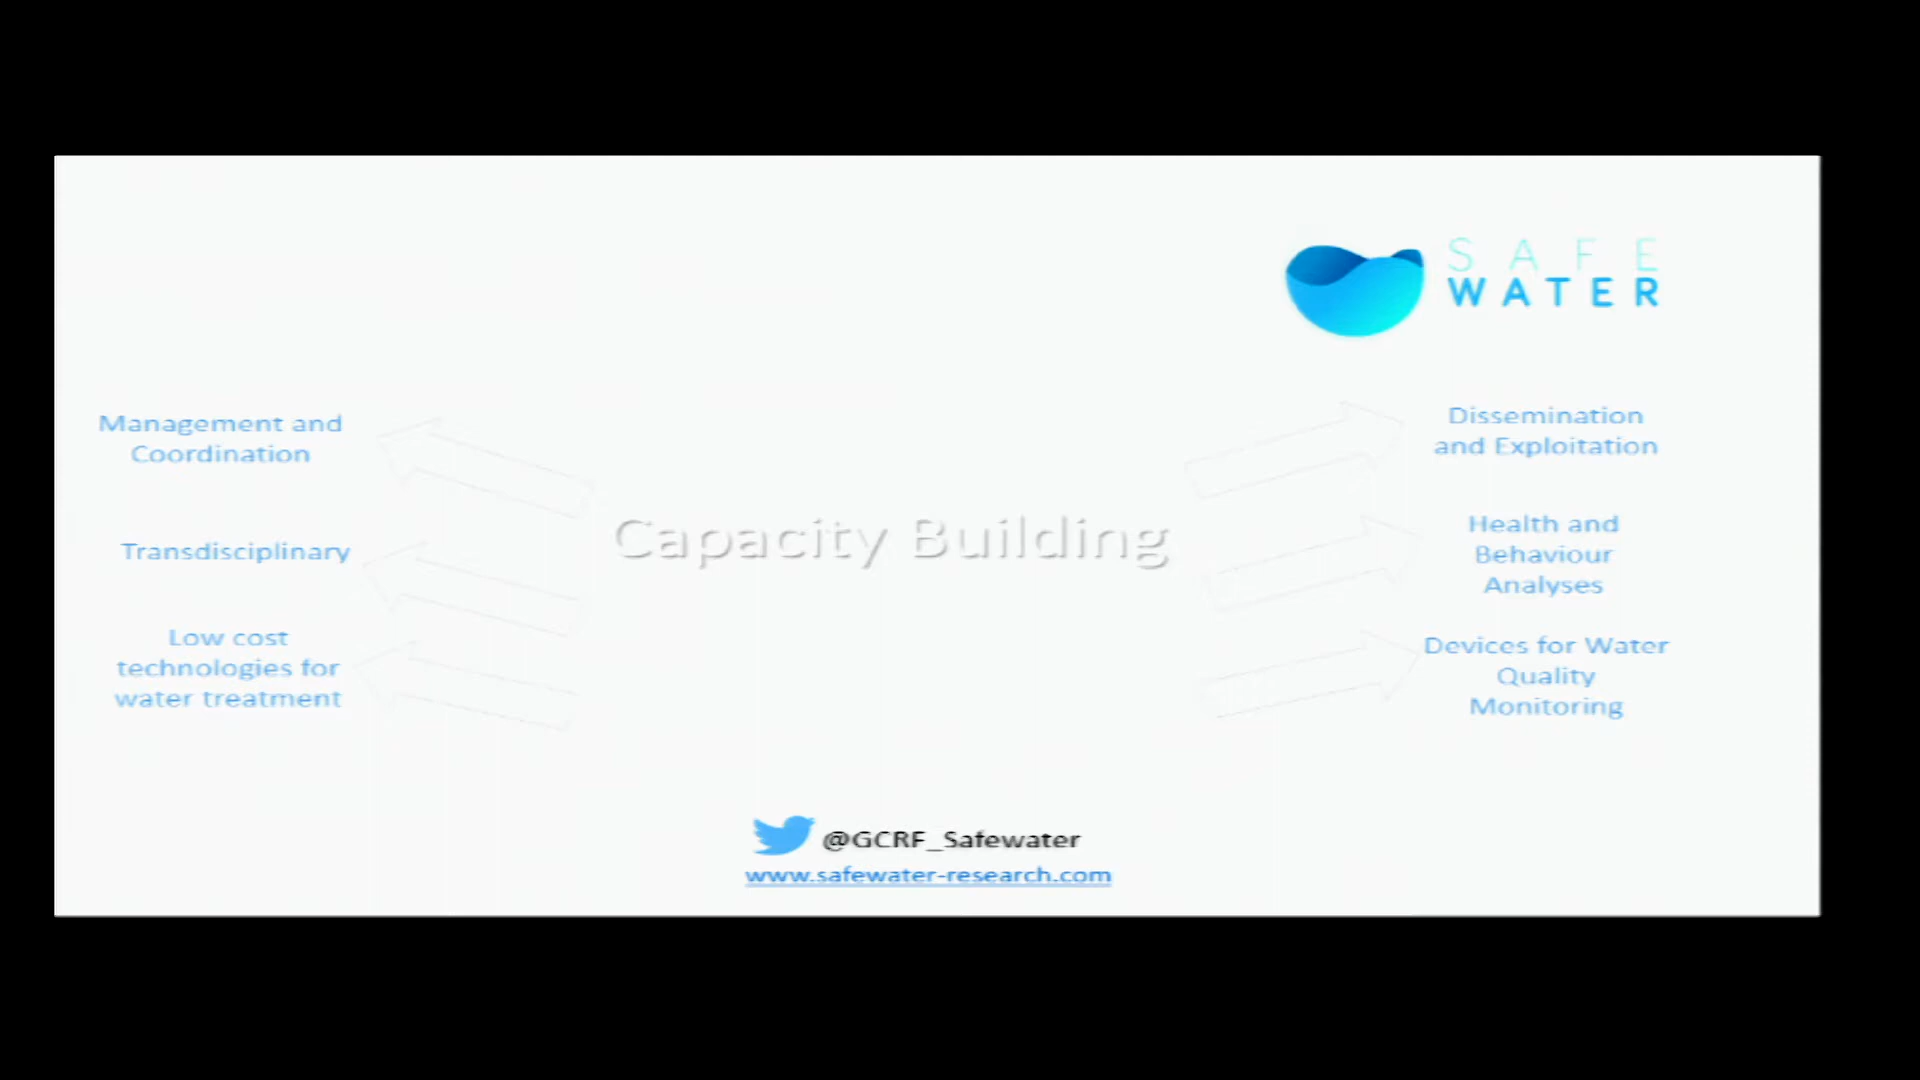 SAFE
WATER
Management and
Coordination
Transdisciplinary
Low cost
technologies for
water treatment
Capacity Building
Dissemination
and Exploitation
Health and
Behaviour
Analyses
Devices for Water
Quality
Monitoring
@GCRF_Safewater
www.safewater-research.com